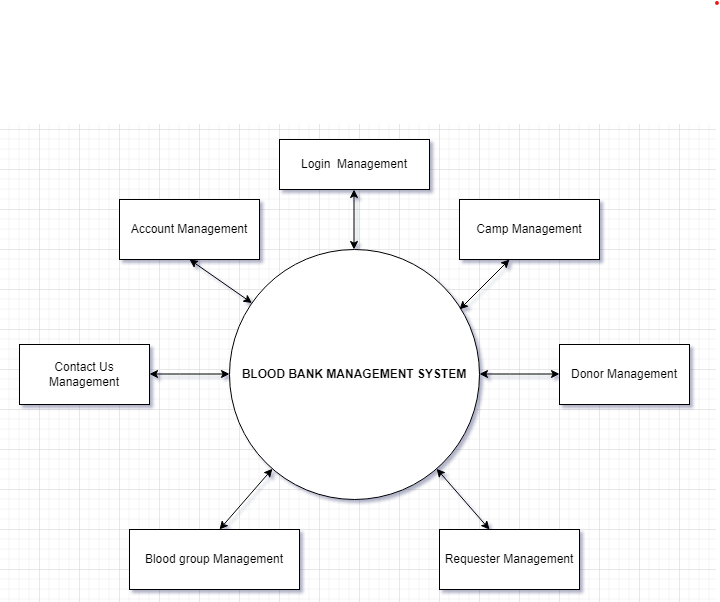 Login  Management
Account Management
Camp Management
Contact Us
Management
BLOOD BANK MANAGEMENT SYSTEM
Donor Management
Blood group Management
Requester Management